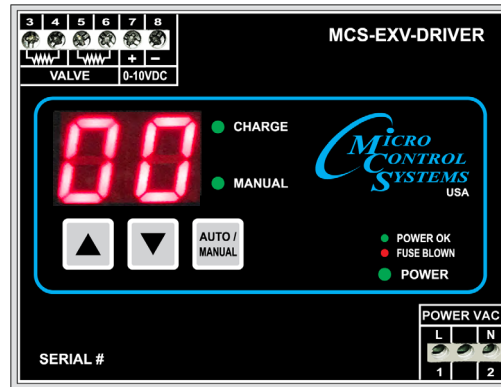 3 4 5 6 7 8
+ −
VALVE 0-10VDC
MCS-EXV-DRIVER
00
CHARGE
MANUAL
MICRO
CONTROL
SYSTEMS
USA
AUTO /
MANUAL
POWER OK
FUSE BLOWN
POWER
POWER VAC
L N
1 2
SERIAL #